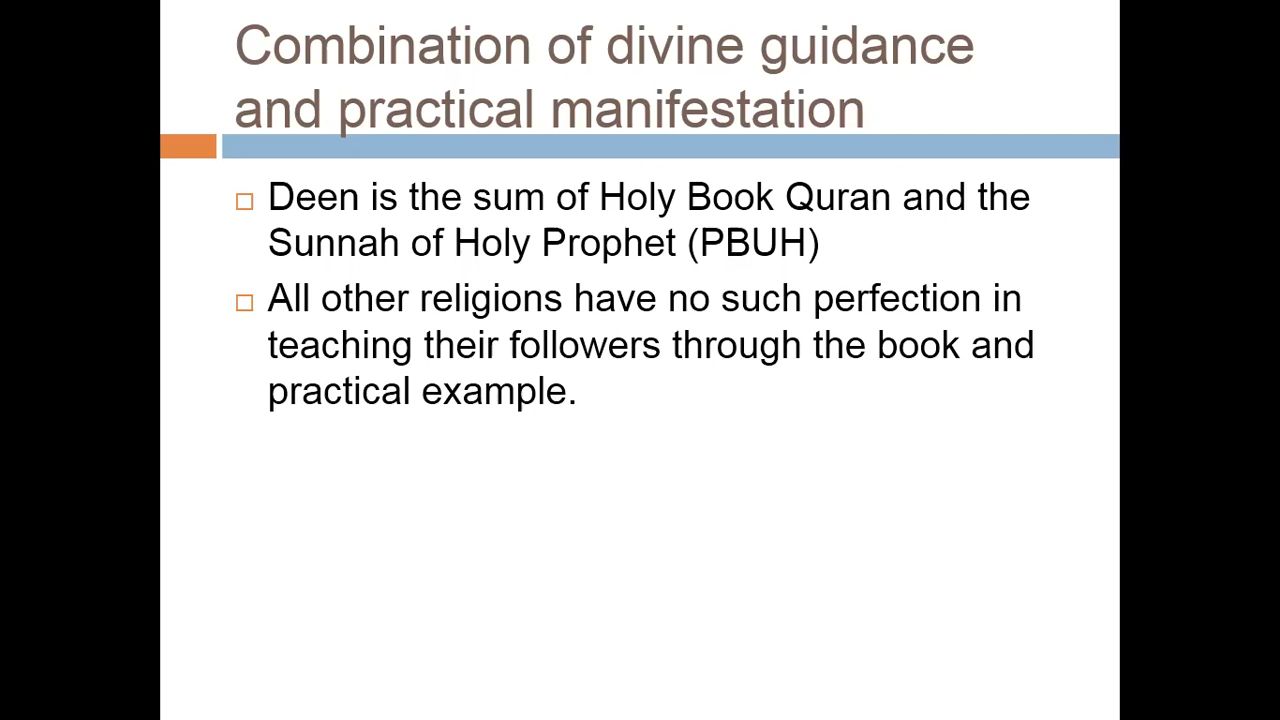 Combination of divine guidance
and practical manifestation
Deen is the sum of Holy Book Quran and the
Sunnah of Holy Prophet (PBUH)
All other religions have no such perfection in
teaching their followers through the book and
practical example.